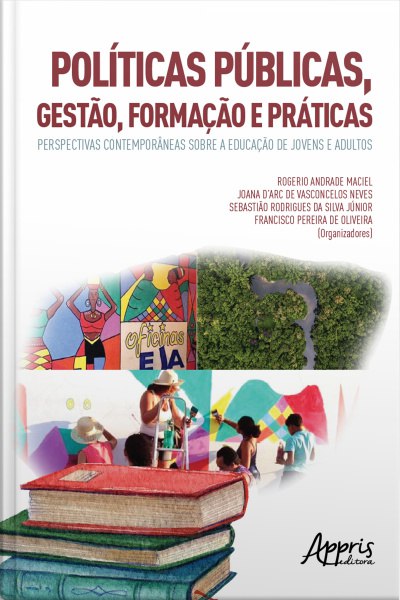 POLÍTICAS PÚBLICAS,
GESTÃO, FORMAÇÃO E PRÁTICAS
PERSPECTIVAS CONTEMPORÂNEAS SOBRE A EDUCAÇÃO DE JOVENS E ADULTOS
ROGERIO ANDRADE MACIEL
JOANA D'ARC DE VASCONCELOS NEVES
SEBASTIÃO RODRIGUES DA SILVA JÚNIOR
FRANCISCO PEREIRA DE OLIVEIRA
(Organizadores)
oficinas
E JA
Appris
editora